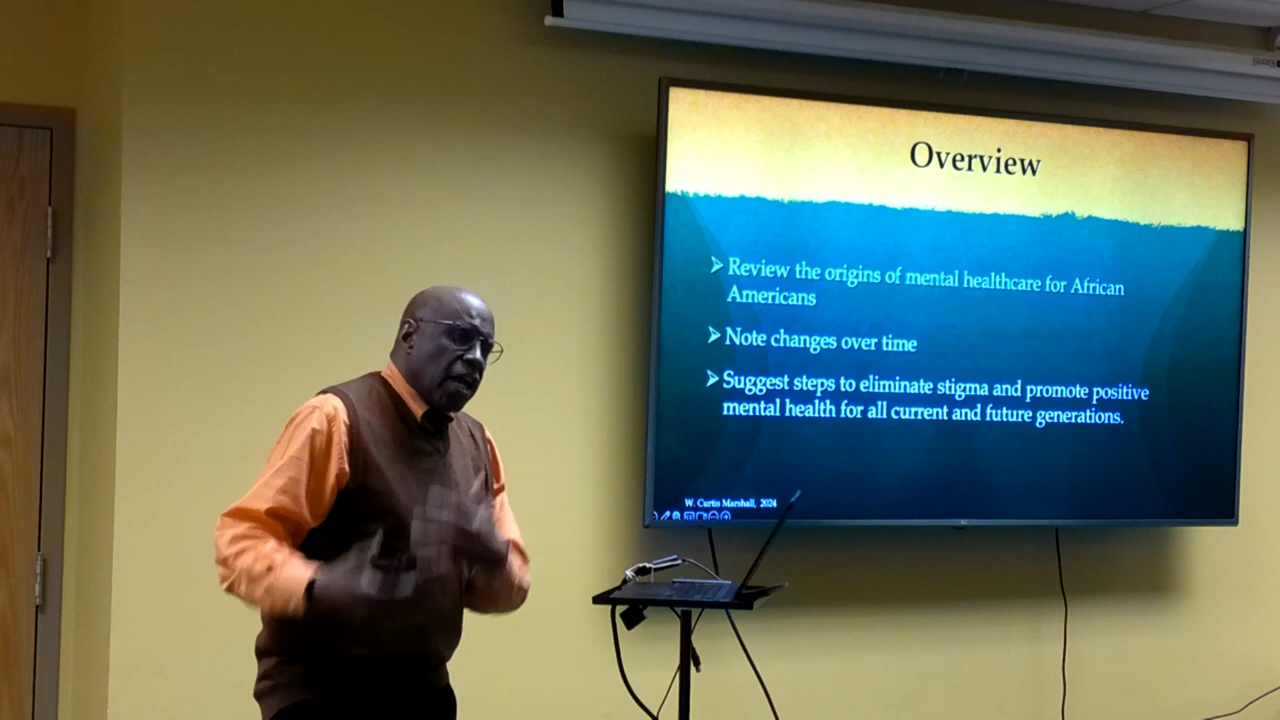 Overview
➢ Review the origins of mental healthcare for African
Americans
➢ Note changes over time
➢ Suggest steps to eliminate stigma and promote positive
mental health for all current and future generations.
W. Curtis Marshall, 2024